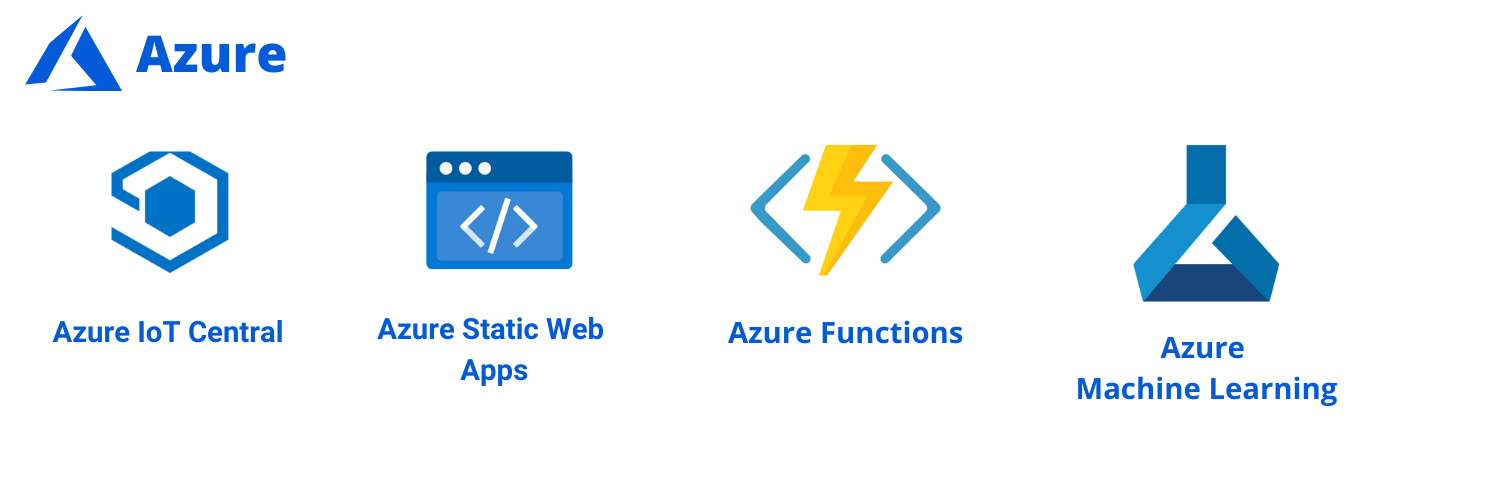 Azure
Azure IoT Central
Azure Static Web
Apps
Azure Functions
Azure
Machine Learning